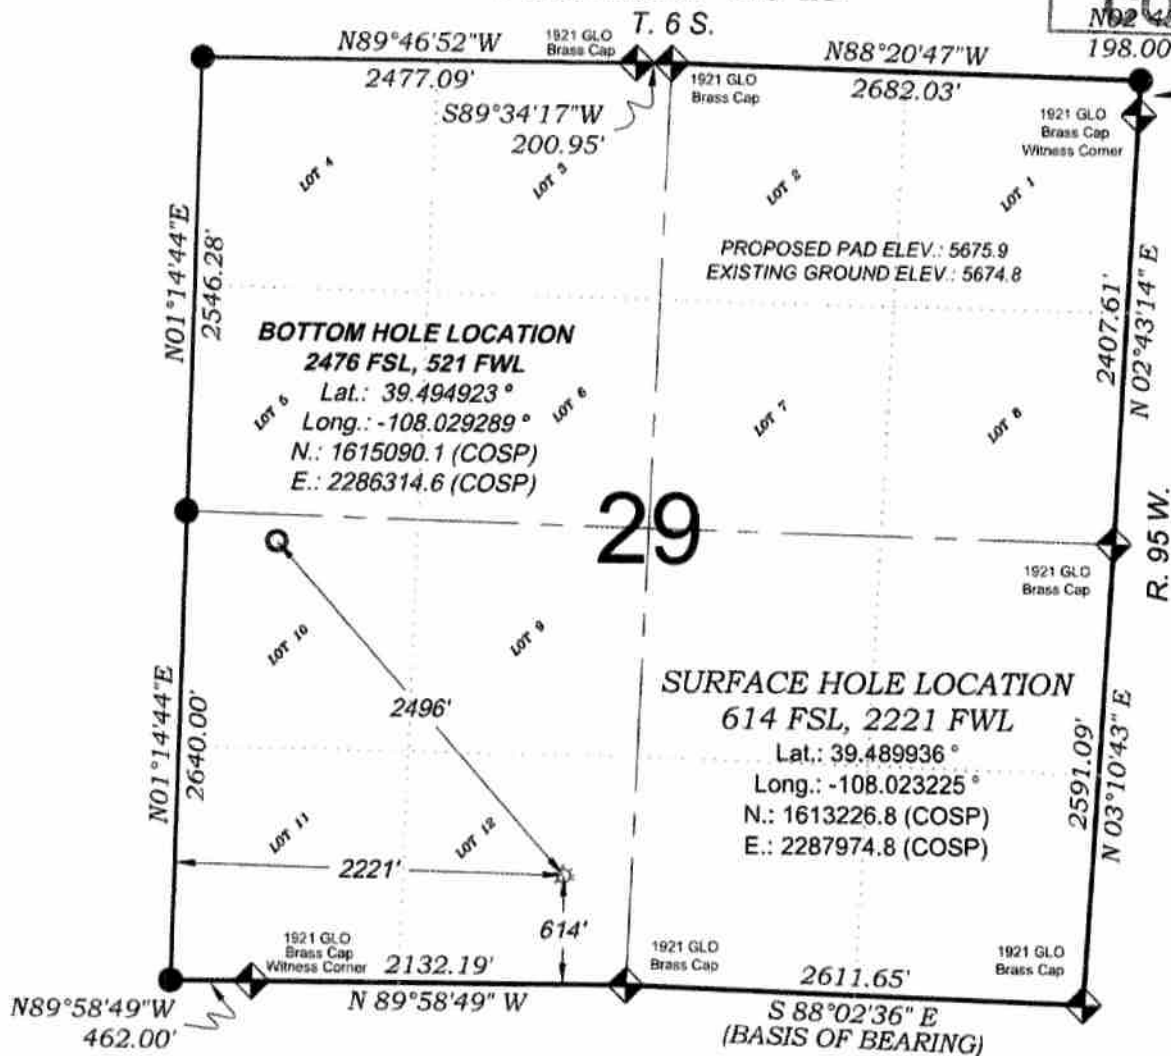 T. 6 S.
N02°43
198.00
N89°46'52"W
2477.09'
1921 GLO
Brass Cap
S89°34'17"W
200.95'
1921 GLO
Brass Cap
N88°20'47"W
2682.03'
1921 GLO
Brass Cap
Witness Corner
LOT 4
LOT 3
LOT 2
LOT 1
PROPOSED PAD ELEV.: 5675.9
EXISTING GROUND ELEV.: 5674.8
N01°14'44"E
2546.28'
2407.61'
N 02°43'14" E
BOTTOM HOLE LOCATION
2476 FSL, 521 FWL
Lat.: 39.494923 °
Long.: -108.029289 °
N.: 1615090.1 (COSP)
E.: 2286314.6 (COSP)
LOT 5
LOT 6
LOT 7
LOT 8
29
1921 GLO
Brass Cap
R. 95 W.
LOT 10
LOT 9
2496'
SURFACE HOLE LOCATION
614 FSL, 2221 FWL
Lat.: 39.489936 °
Long.: -108.023225 °
N.: 1613226.8 (COSP)
E.: 2287974.8 (COSP)
N01°14'44"E
2640.00'
2591.09'
N 03°10'43" E
LOT 11
LOT 12
2221'
614'
1921 GLO
Brass Cap
Witness Corner
2132.19'
N 89°58'49" W
1921 GLO
Brass Cap
1921 GLO
Brass Cap
2611.65'
S 88°02'36" E
(BASIS OF BEARING)
N89°58'49"W
462.00'